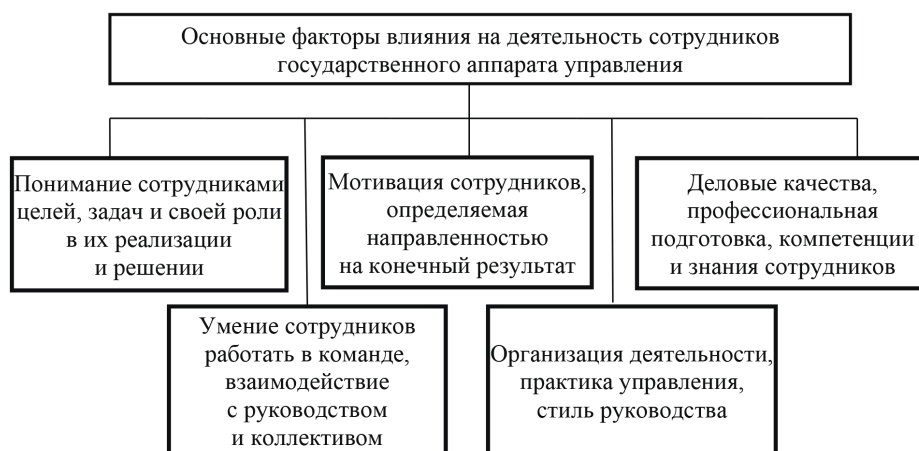 Основные факторы влияния на деятельность сотрудников
государственного аппарата управления
Понимание сотрудниками
целей, задач и своей роли
в их реализации
и решении
Мотивация сотрудников,
определяемая
направленностью
на конечный результат
Деловые качества,
профессиональная
подготовка, компетенции
и знания сотрудников
Умение сотрудников
работать в команде,
взаимодействие
с руководством
и коллективом
Организация деятельности,
практика управления,
стиль руководства